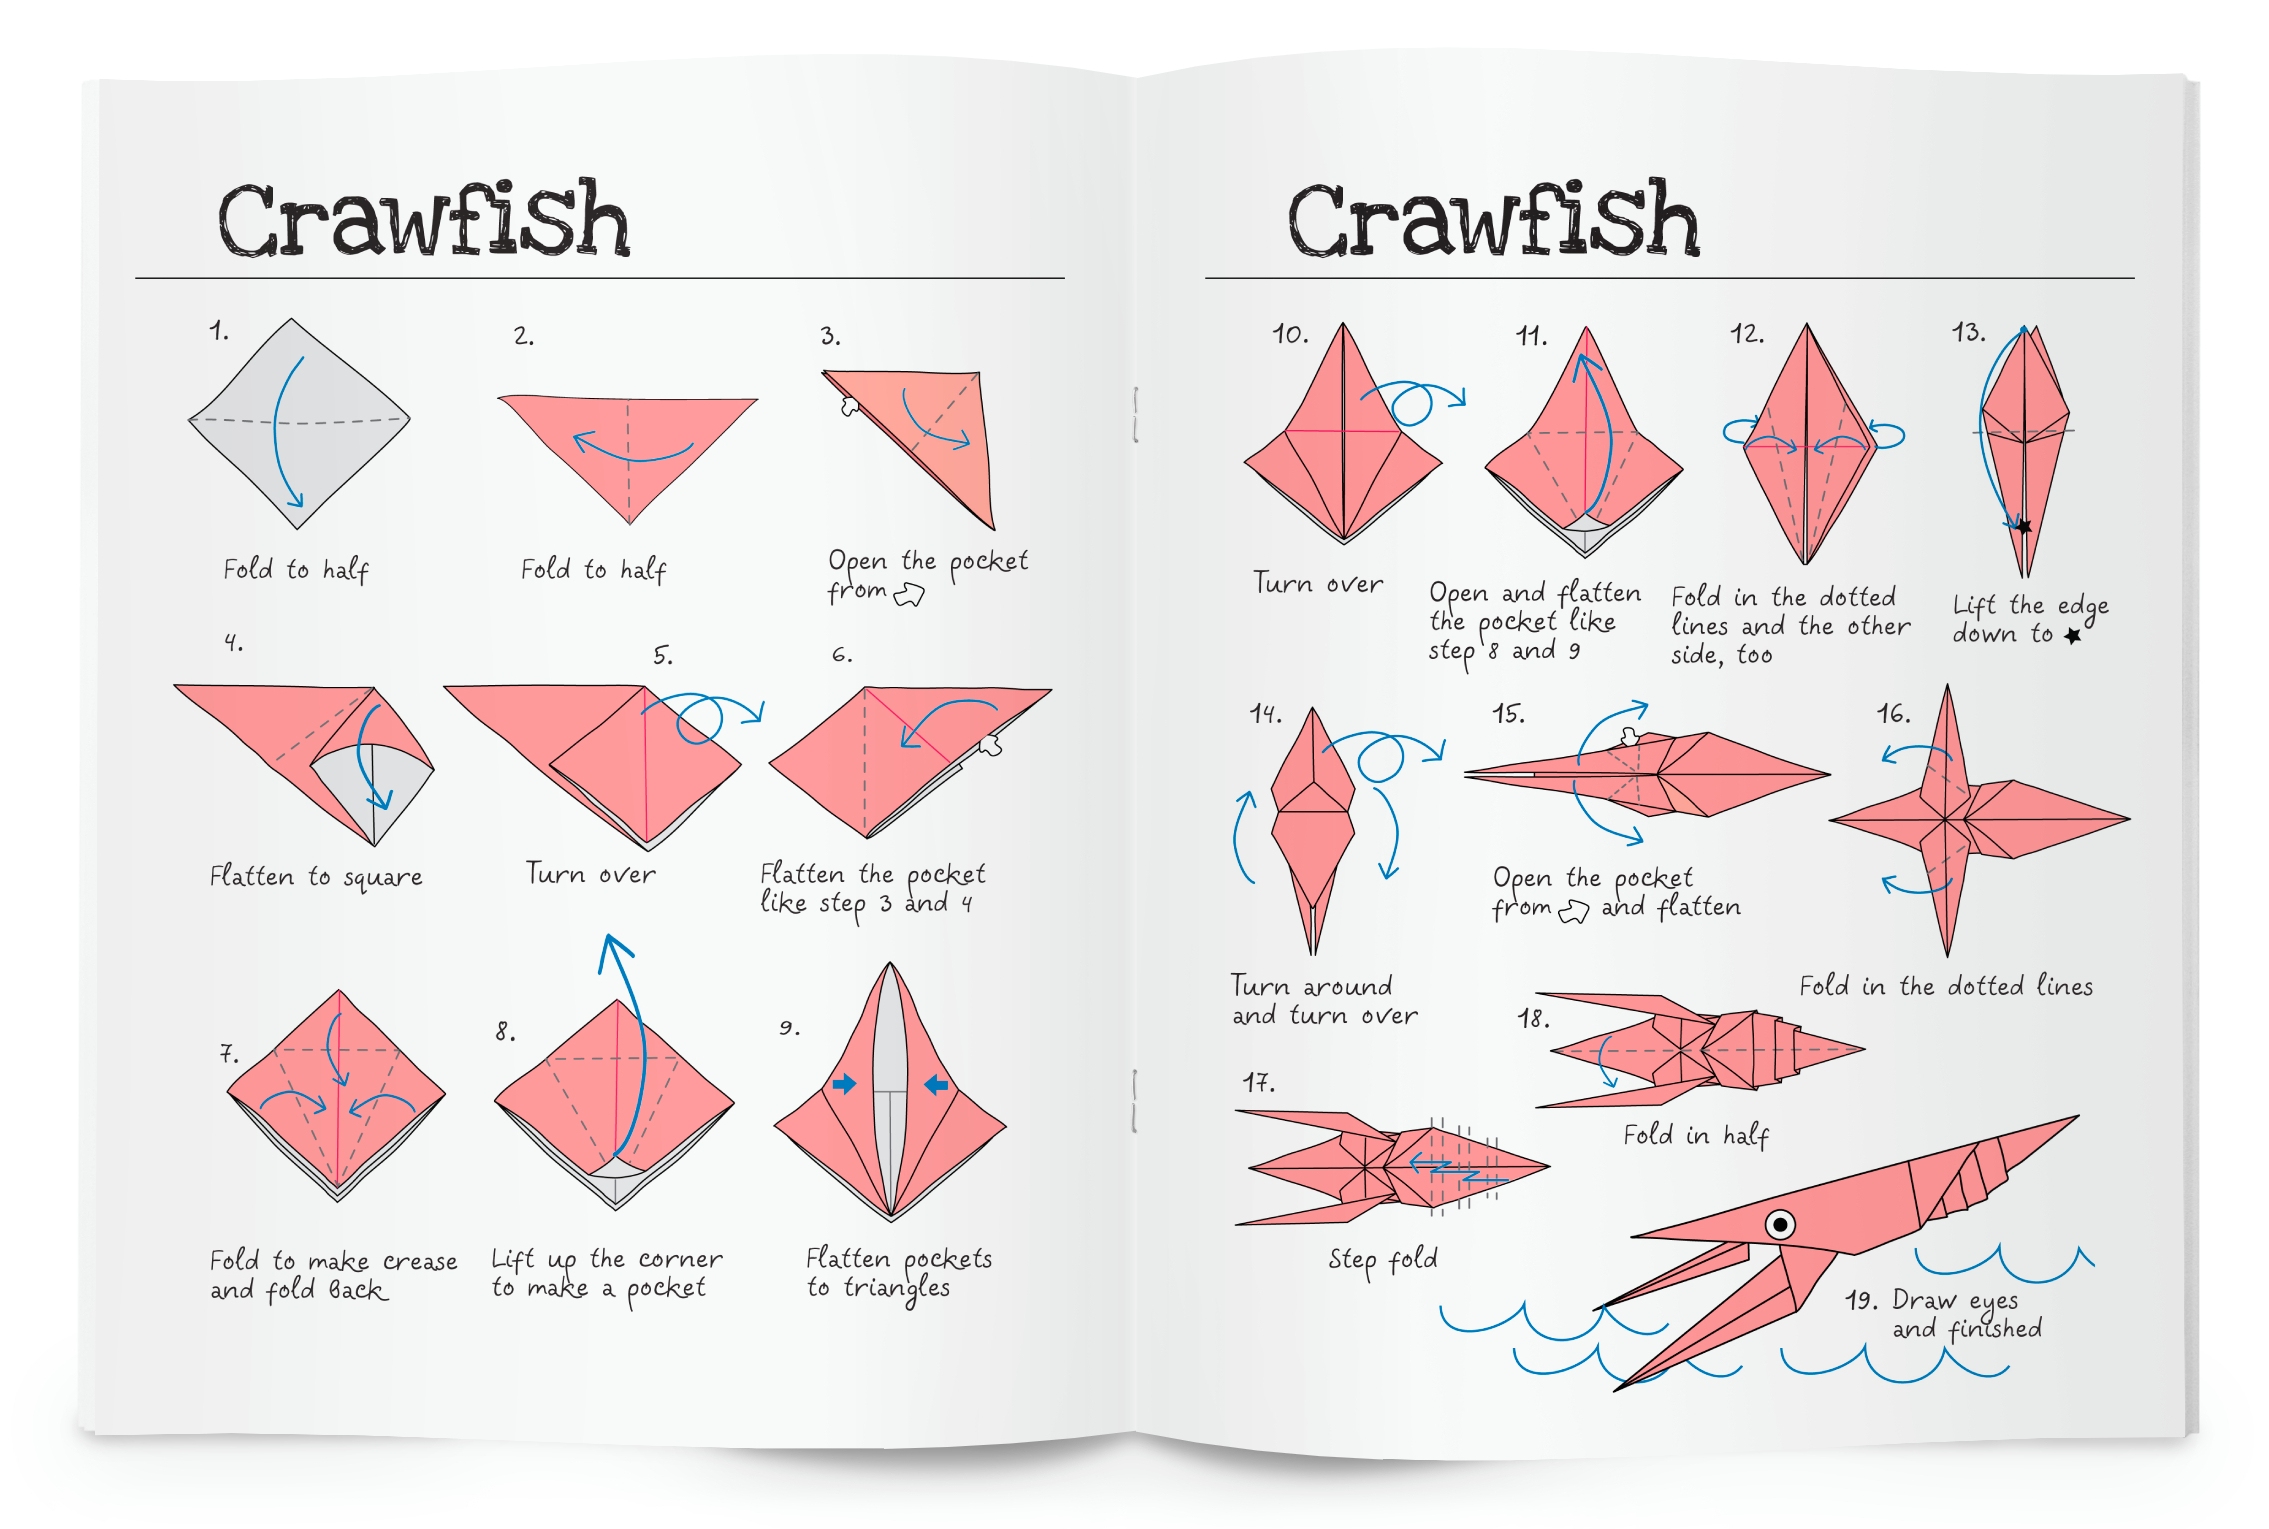 Crawfish
1.
Fold to half
2.
Fold to half
3.
Open the pocket
from
4.
Flatten to square
5.
Turn over
6.
Flatten the pocket
like step 3 and 4
7.
Fold to make crease
and fold back
8.
Lift up the corner
to make a pocket
9.
Flatten pockets
to triangles
Crawfish
10.
Turn over
11.
Open and flatten
the pocket like
step 8 and 9
12.
Fold in the dotted
lines and the other
side, too
13.
Lift the edge
down to ★
14.
Turn around
and turn over
15.
Open the pocket
from and flatten
16.
Fold in the dotted lines
17.
Step fold
18.
Fold in half
19. Draw eyes
and finished